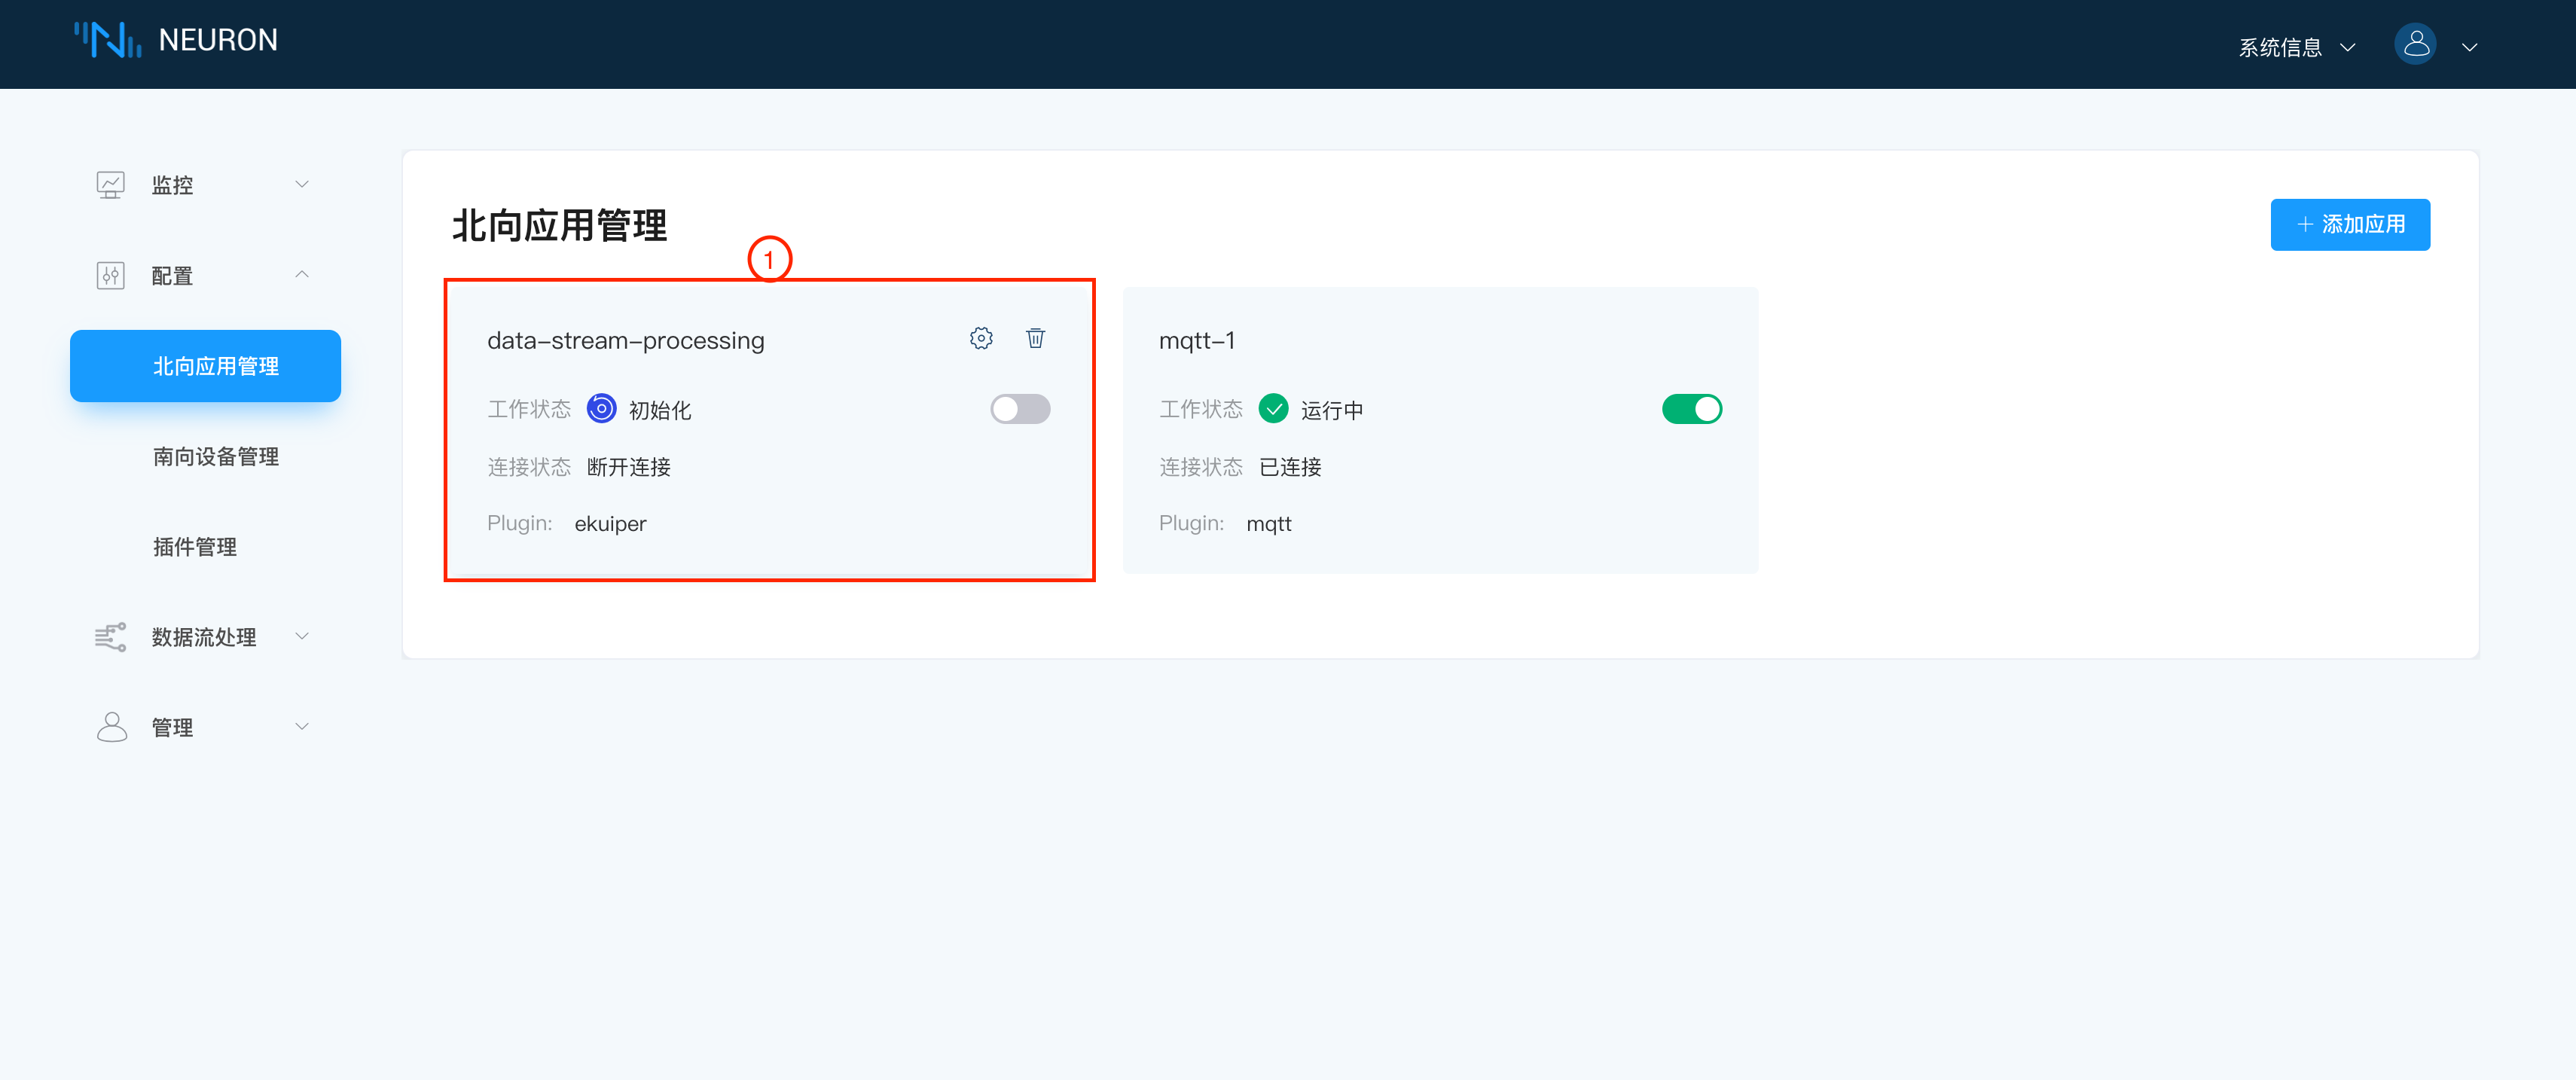 NEURON
系统信息
监控
配置
北向应用管理
南向设备管理
插件管理
数据流处理
管理
北向应用管理
添加应用
1
data-stream-processing
工作状态 初始化
连接状态 断开连接
Plugin: ekuiper
mqtt-1
工作状态 运行中
连接状态 已连接
Plugin: mqtt